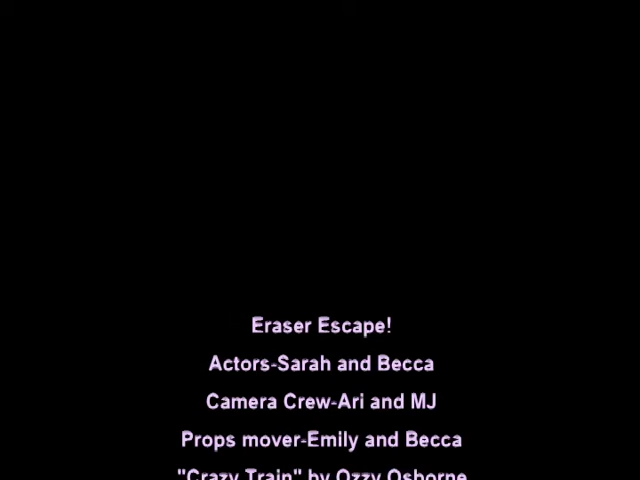 Eraser Escape!
Actors-Sarah and Becca
Camera Crew-Ari and MJ
Props mover-Emily and Becca
"Crazy Train" by Ozzy Osborne